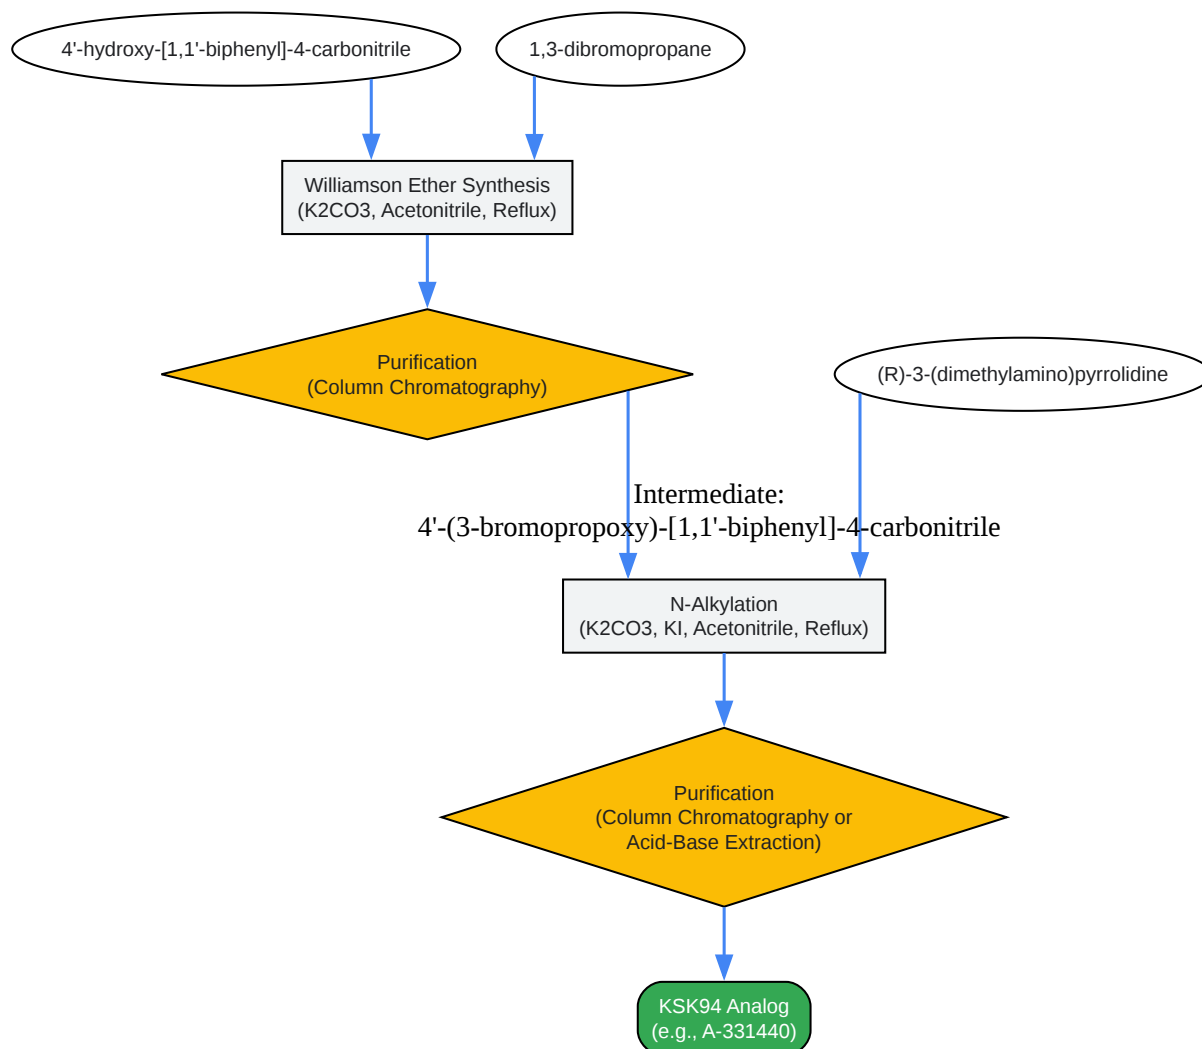 4'-hydroxy-[1,1'-biphenyl]-4-carbonitrile
1,3-dibromopropane
Williamson Ether Synthesis
(K2CO3, Acetonitrile, Reflux)
Purification
(Column Chromatography)
(R)-3-(dimethylamino)pyrrolidine
Intermediate:
4'-(3-bromopropoxy)-[1,1'-biphenyl]-4-carbonitrile
N-Alkylation
(K2CO3, KI, Acetonitrile, Reflux)
Purification
(Column Chromatography or
Acid-Base Extraction)
KSK94 Analog
(e.g., A-331440)